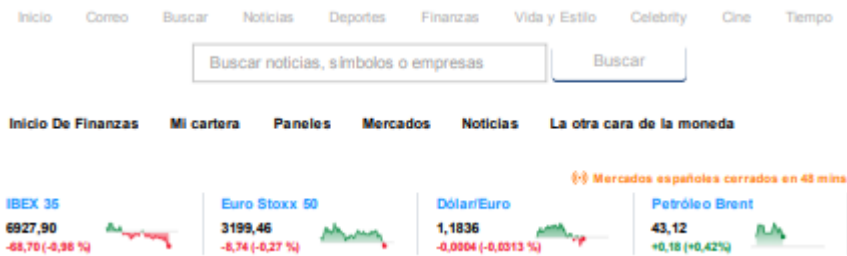 Inicio Correo Buscar Noticias Deportes Finanzas Vida y Estilo Celebrity Cine Tiempo
Buscar noticias, símbolos o empresas Buscar
Inicio De Finanzas Mi cartera Paneles Mercados Noticias La otra cara de la moneda
Mercados españoles cerrados en 48 mins
IBEX 35 Euro Stoxx 50 Dólar/Euro Petróleo Brent
6927,90 3199,46 1,1836 43,12
-68,70 (-0,98 %) -8,74 (-0,27 %) -0,0004 (-0,0313 %) +0,18 (+0,42%)